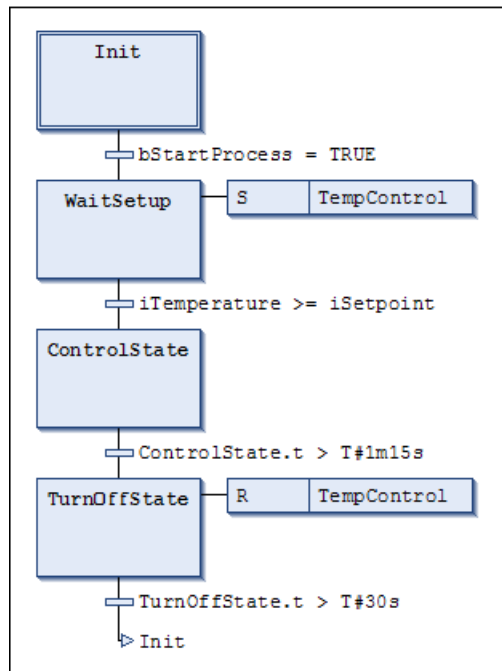 Init
bStartProcess = TRUE
WaitSetup S TempControl
iTemperature >= iSetpoint
ControlState
ControlState.t > T#1m15s
TurnOffState R TempControl
TurnOffState.t > T#30s
Init